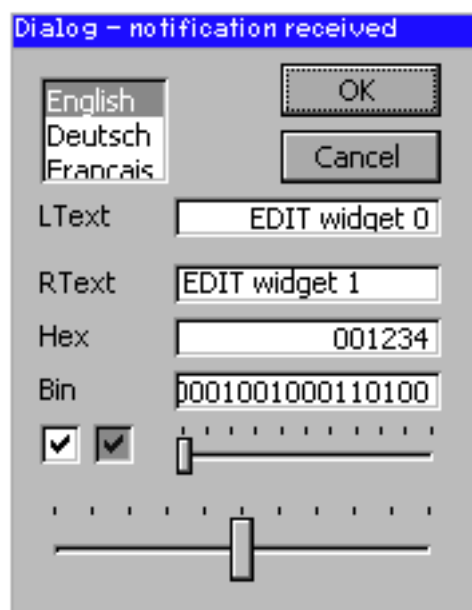 Dialog – notification received
English
Deutsch
Francais
OK
Cancel
LText
EDIT widget 0
RText
EDIT widget 1
Hex
001234
Bin
0001001000110100